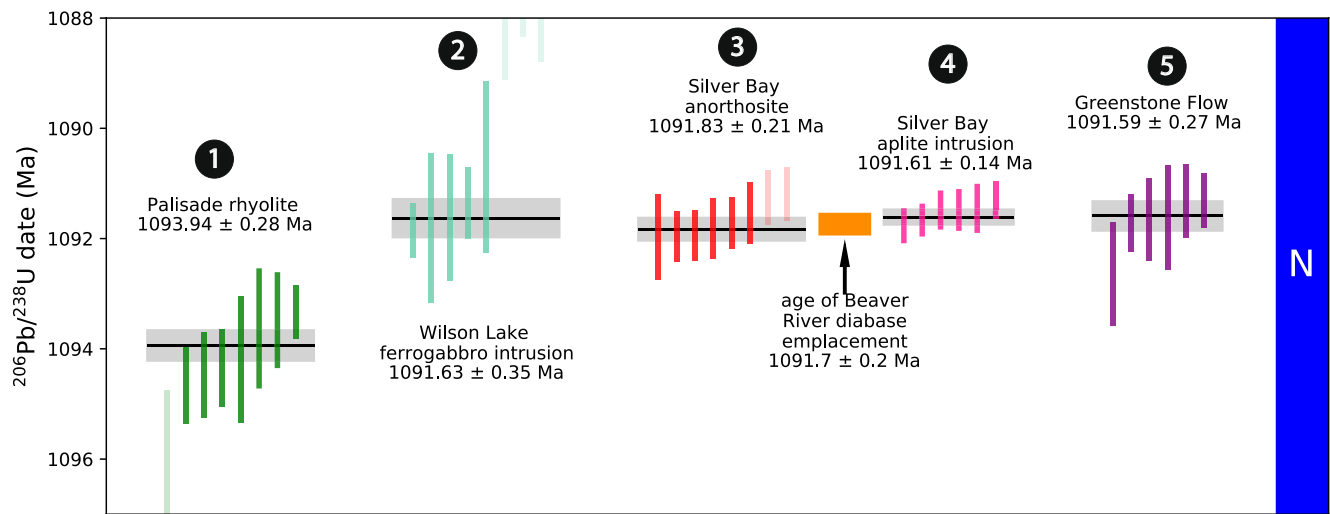 ²⁰⁶Pb/²³⁸U date (Ma)
1088
1090
1092
1094
1096
1
Palisade rhyolite
1093.94 ± 0.28 Ma
2
Wilson Lake
ferrogabbro intrusion
1091.63 ± 0.35 Ma
3
Silver Bay
anorthosite
1091.83 ± 0.21 Ma
age of Beaver
River diabase
emplacement
1091.7 ± 0.2 Ma
4
Silver Bay
aplite intrusion
1091.61 ± 0.14 Ma
5
Greenstone Flow
1091.59 ± 0.27 Ma
N